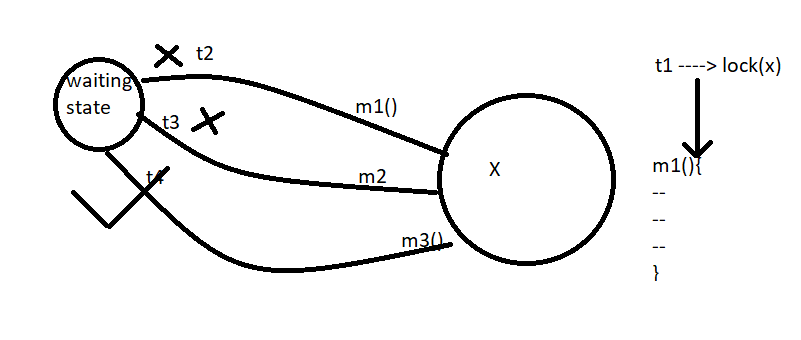 t2
waiting
state
t3
t4
m1()
m2
m3()
X
t1 ----> lock(x)
m1(){
--
--
--
}